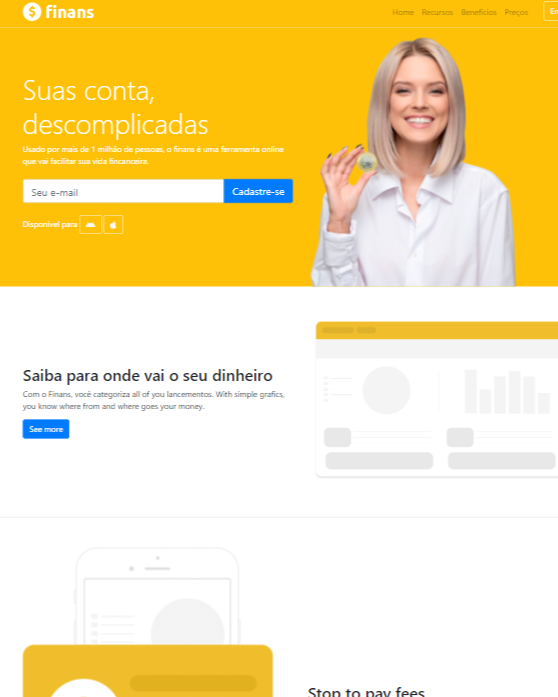 finans
Home Recursos Benefícios Preços En
Suas conta,
descomplicadas
Usado por mais de 1 milhão de pessoas, o finans é uma ferramenta online
que vai facilitar sua vida fincanceira.
Seu e-mail Cadastre-se
Disponível para
Saiba para onde vai o seu dinheiro
Com o Finans, você categoriza all of you lancementos. With simple grafics,
you know where from and where goes your money.
See more
Stop to pay fees